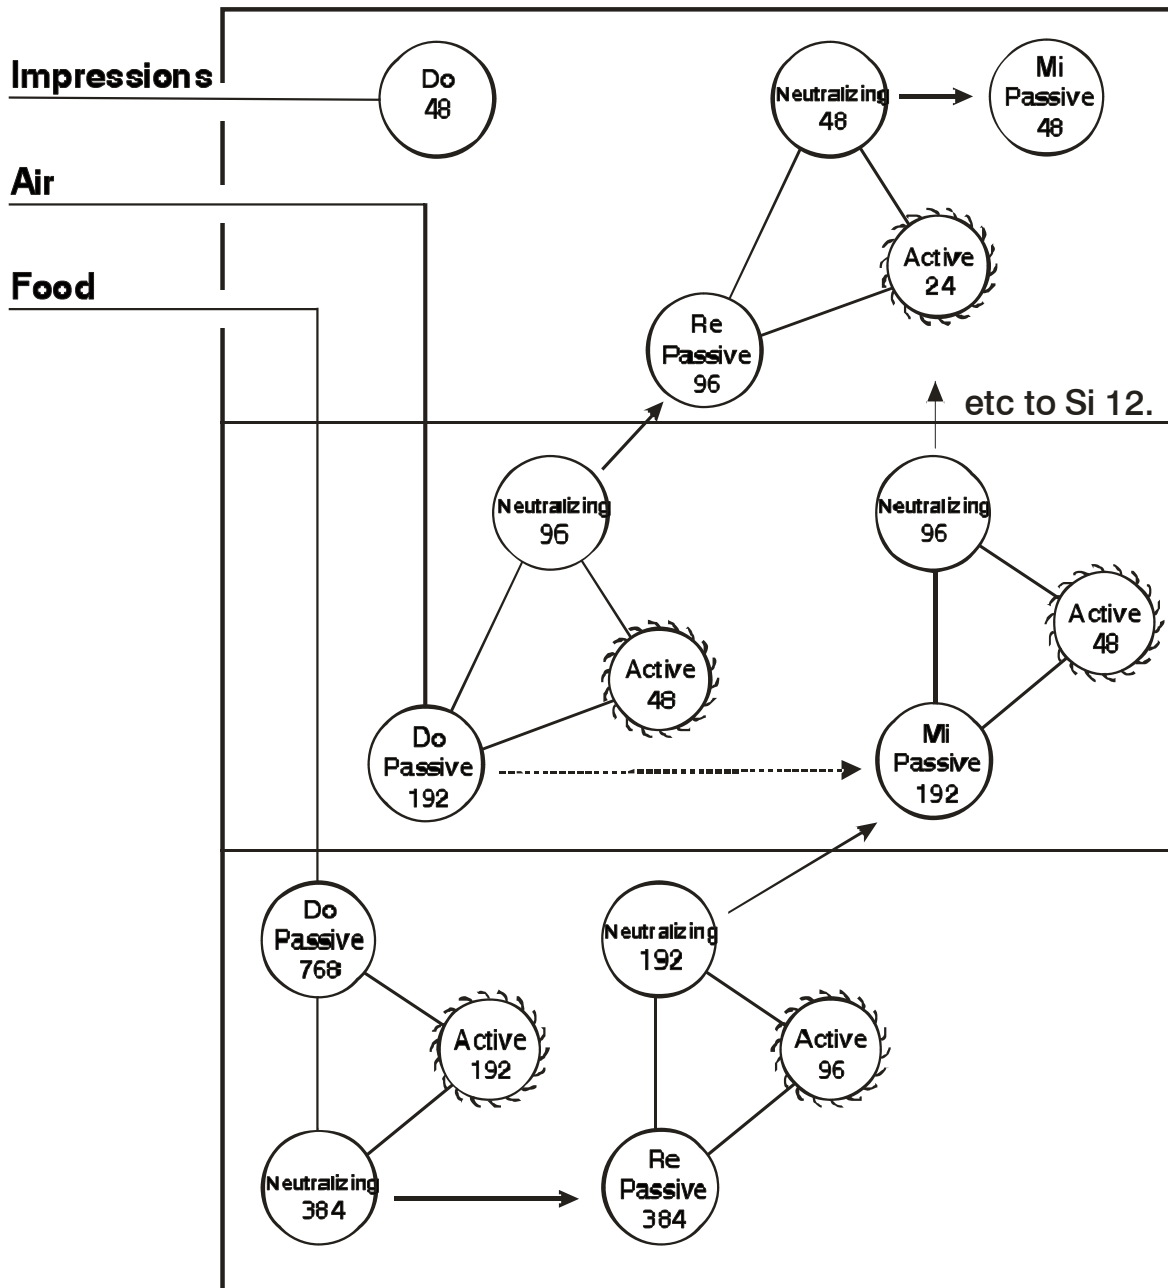 Impressions
Do
48
Neutralizing
48
Mi
Passive
48
Air
Active
24
Food
Re
Passive
96
etc to Si 12.
Neutralizing
96
Neutralizing
96
Active
48
Active
48
Do
Passive
192
Mi
Passive
192
Do
Passive
768
Neutralizing
192
Active
192
Active
96
Neutralizing
384
Re
Passive
384